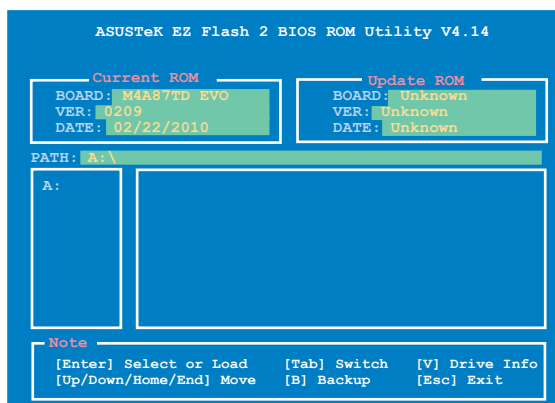 ASUSTeK EZ Flash 2 BIOS ROM Utility V4.14
Current ROM
BOARD: M4A87TD EVO
VER: 0209
DATE: 02/22/2010
Update ROM
BOARD: Unknown
VER: Unknown
DATE: Unknown
PATH: A:\
A:
Note
[Enter] Select or Load [Tab] Switch [V] Drive Info
[Up/Down/Home/End] Move [B] Backup [Esc] Exit